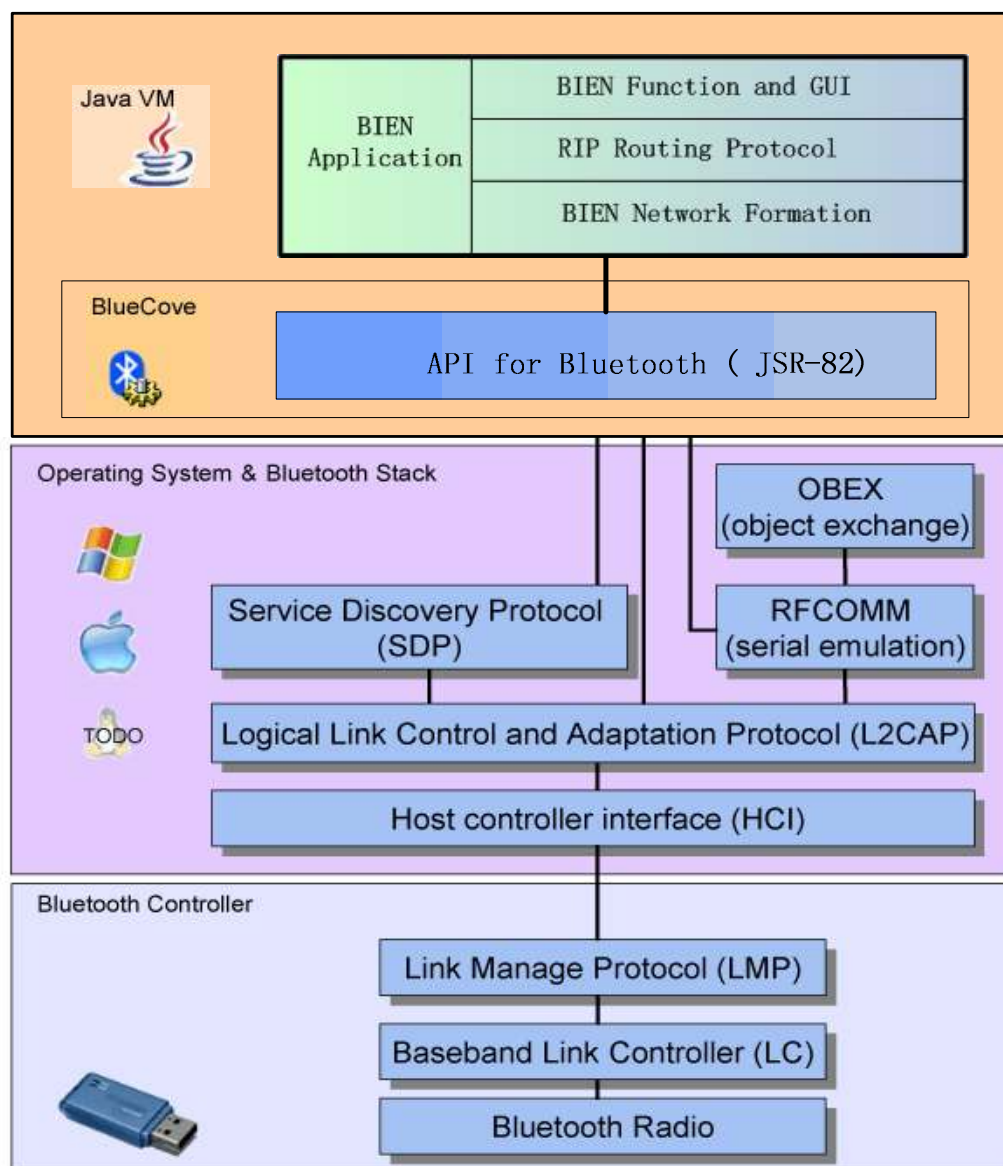 Java VM
BIEN
Application
BIEN Function and GUI
RIP Routing Protocol
BIEN Network Formation
BlueCove
API for Bluetooth ( JSR-82)
Operating System & Bluetooth Stack
OBEX
(object exchange)
Service Discovery Protocol
(SDP)
RFCOMM
(serial emulation)
TODO
Logical Link Control and Adaptation Protocol (L2CAP)
Host controller interface (HCI)
Bluetooth Controller
Link Manage Protocol (LMP)
Baseband Link Controller (LC)
Bluetooth Radio